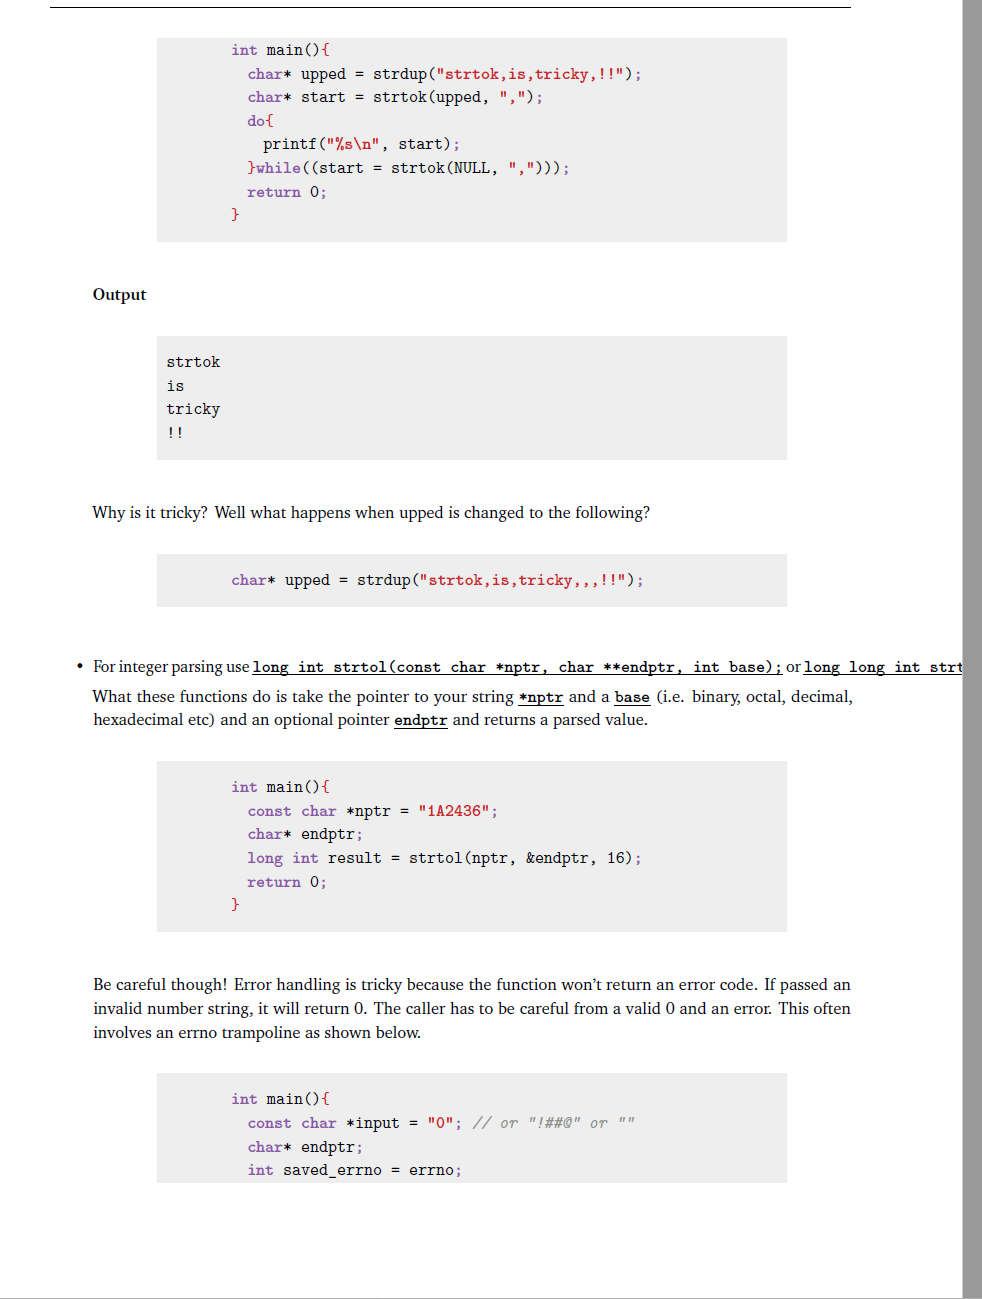 int main(){
char* upped = strdup("strtok,is,tricky,!!");
char* start = strtok(upped, ",");
do{
printf("%s\n", start);
}while((start = strtok(NULL, ",")));
return 0;
}
Output
strtok
is
tricky
!!
Why is it tricky? Well what happens when upped is changed to the following?
char* upped = strdup("strtok,is,tricky,,,!!");
• For integer parsing use long int strtol(const char *nptr, char **endptr, int base); or long long int strt
What these functions do is take the pointer to your string *nptr and a base (i.e. binary, octal, decimal,
hexadecimal etc) and an optional pointer endptr and returns a parsed value.
int main(){
const char *nptr = "1A2436";
char* endptr;
long int result = strtol(nptr, &endptr, 16);
return 0;
}
Be careful though! Error handling is tricky because the function won't return an error code. If passed an
invalid number string, it will return 0. The caller has to be careful from a valid 0 and an error. This often
involves an errno trampoline as shown below.
int main(){
const char *input = "0"; // or "!##@" or ""
char* endptr;
int saved_errno = errno;